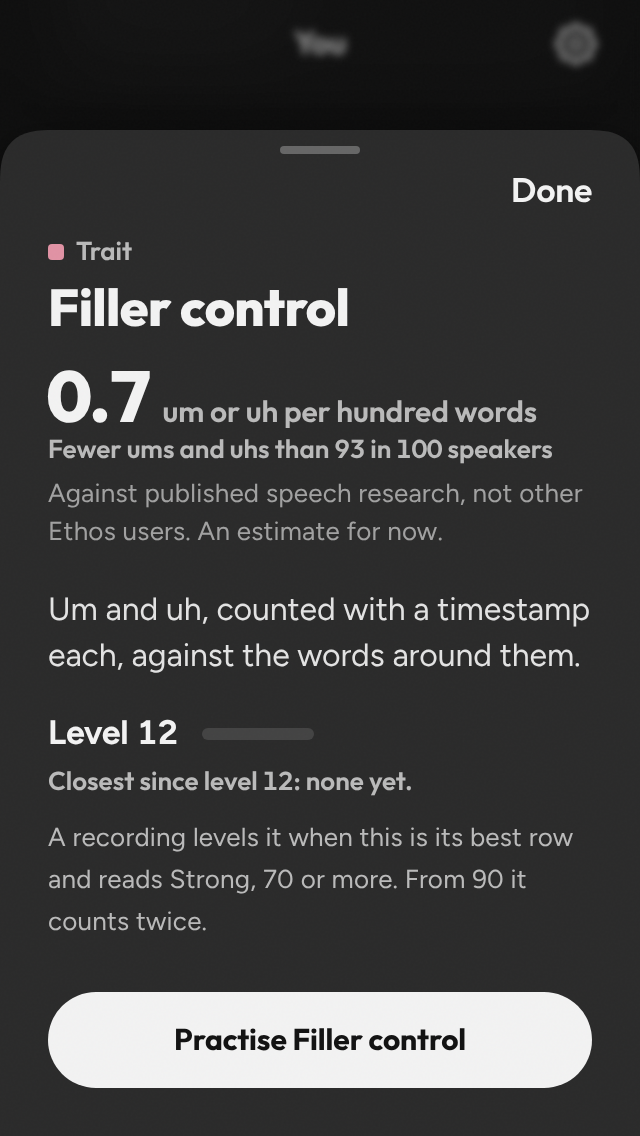 You
Done
Trait
Filler control
0.7 um or uh per hundred words
Fewer ums and uhs than 93 in 100 speakers
Against published speech research, not other
Ethos users. An estimate for now.
Um and uh, counted with a timestamp
each, against the words around them.
Level 12
Closest since level 12: none yet.
A recording levels it when this is its best row
and reads Strong, 70 or more. From 90 it
counts twice.
Practise Filler control